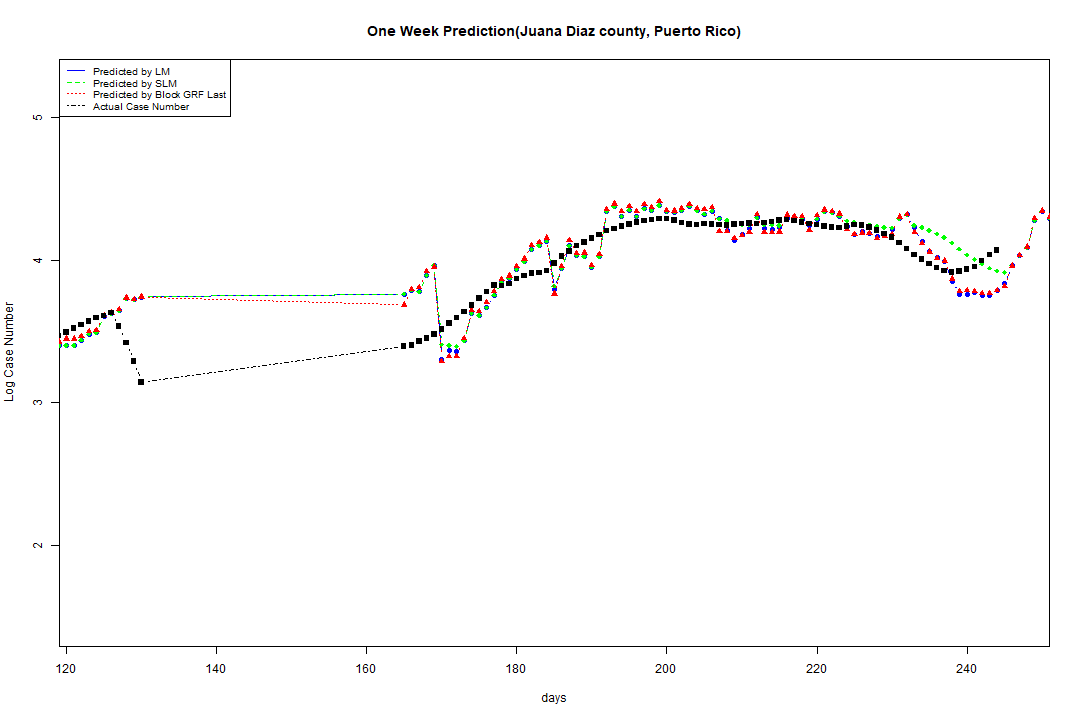 One Week Prediction(Juana Diaz county, Puerto Rico)
Predicted by LM
Predicted by SLM
Predicted by Block GRF Last
Actual Case Number
5
4
3
2
Log Case Number
120 140 160 180 200 220 240
days